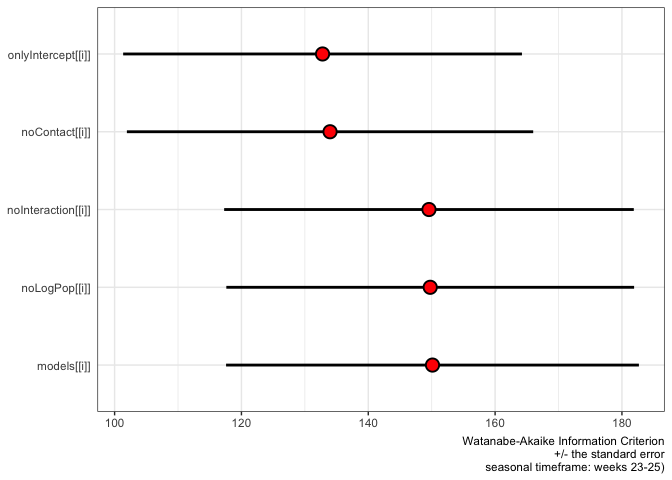 onlyIntercept[[i]]
noContact[[i]]
noInteraction[[i]]
noLogPop[[i]]
models[[i]]
100 120 140 160 180
Watanabe-Akaike Information Criterion
+/- the standard error
seasonal timeframe: weeks 23-25)